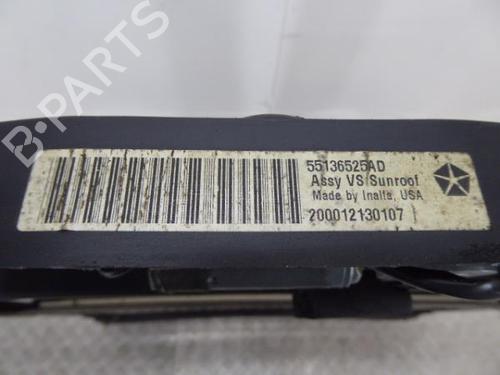 B-PARTS
55136525AD
Assy VS Sunroof
Made by Inalfa, USA
200012130107